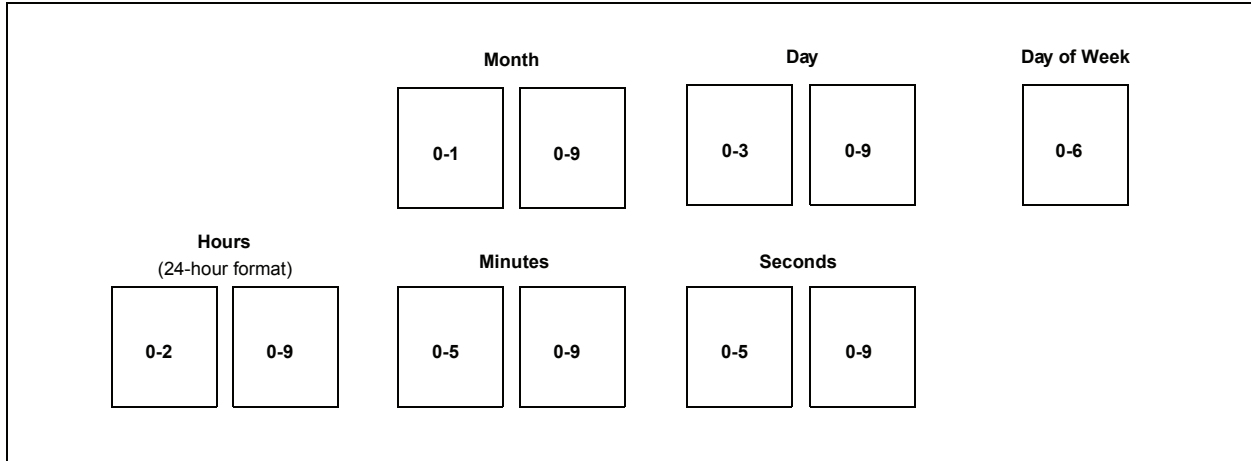 Month Day Day of Week
0-1 0-9 0-3 0-9 0-6
Hours
(24-hour format)
Minutes Seconds
0-2 0-9 0-5 0-9 0-5 0-9